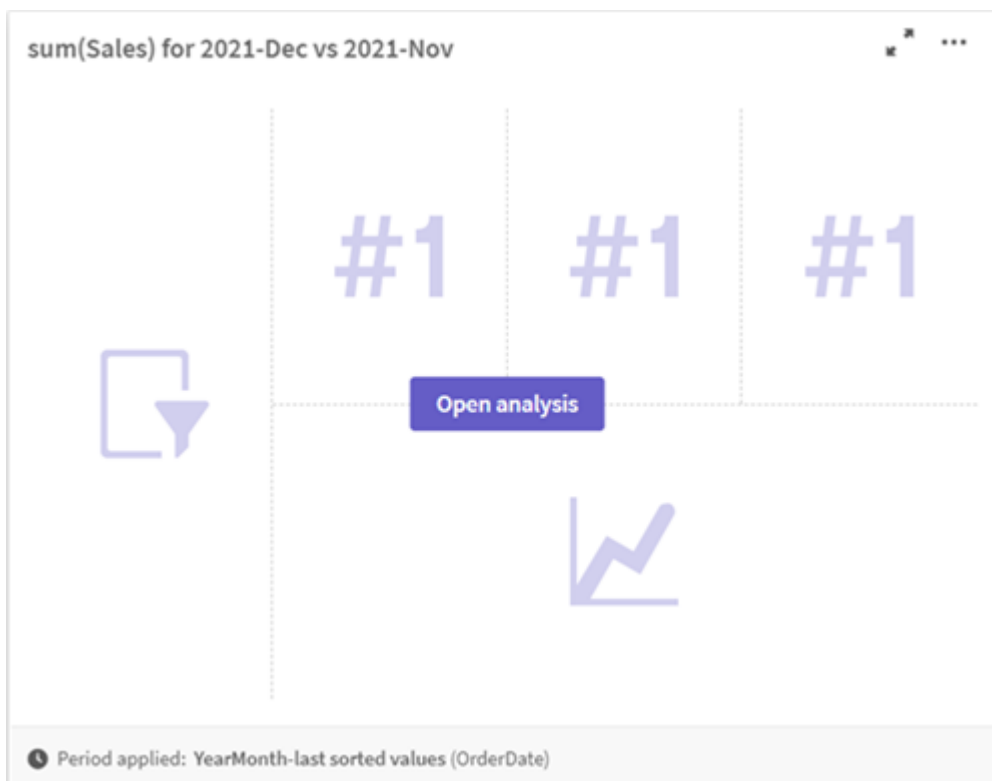 sum(Sales) for 2021-Dec vs 2021-Nov
#1 #1 #1
Open analysis
Period applied: YearMonth-last sorted values (OrderDate)